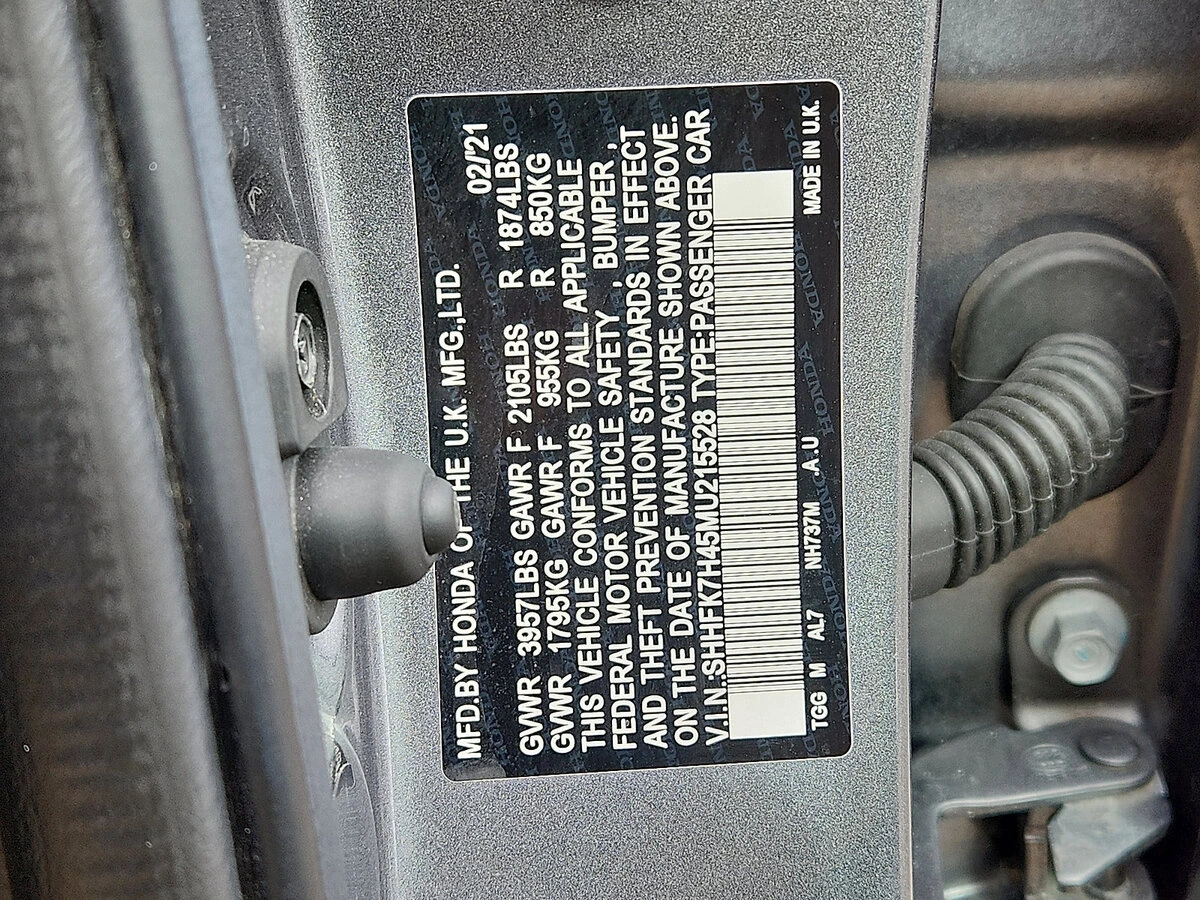 MFD.BY HONDA OF THE U.K. MFG.,LTD. 02/'21
GVWR 3957LBS GAWR F 2105LBS R 1874LBS
GVWR 1795KG GAWR F 955KG R 850KG
THIS VEHICLE CONFORMS TO ALL APPLICABLE
FEDERAL MOTOR VEHICLE SAFETY , BUMPER ,
AND THEFT PREVENTION STANDARDS IN EFFECT
ON THE DATE OF MANUFACTURE SHOWN ABOVE.
V.I.N.:SHHFK7H45MU215528 TYPE:PASSENGER CAR
TGG M AL7 NH737M .A.U MADE IN U.K.